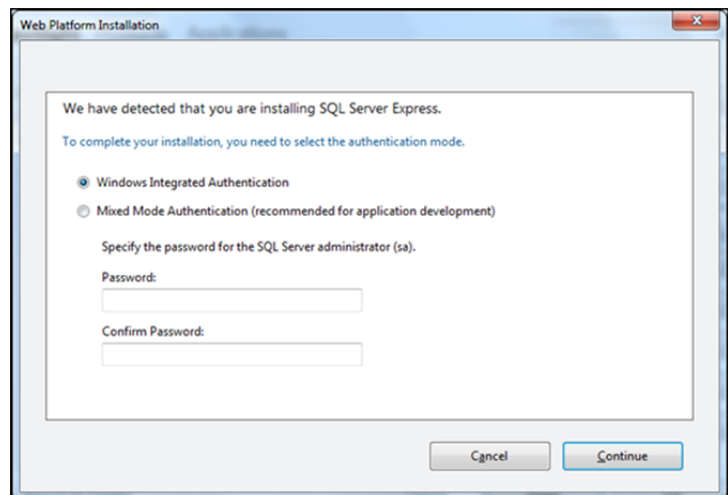 Web Platform Installation
We have detected that you are installing SQL Server Express.
To complete your installation, you need to select the authentication mode.
Windows Integrated Authentication
Mixed Mode Authentication (recommended for application development)
Specify the password for the SQL Server administrator (sa).
Password:
Confirm Password:
Cancel
Continue